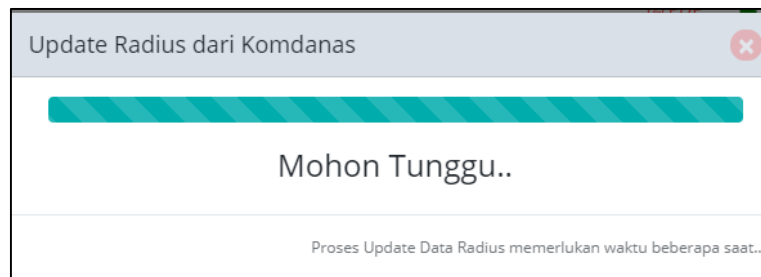 Update Radius dari Komdanas
Mohon Tunggu..
Proses Update Data Radius memerlukan waktu beberapa saat..